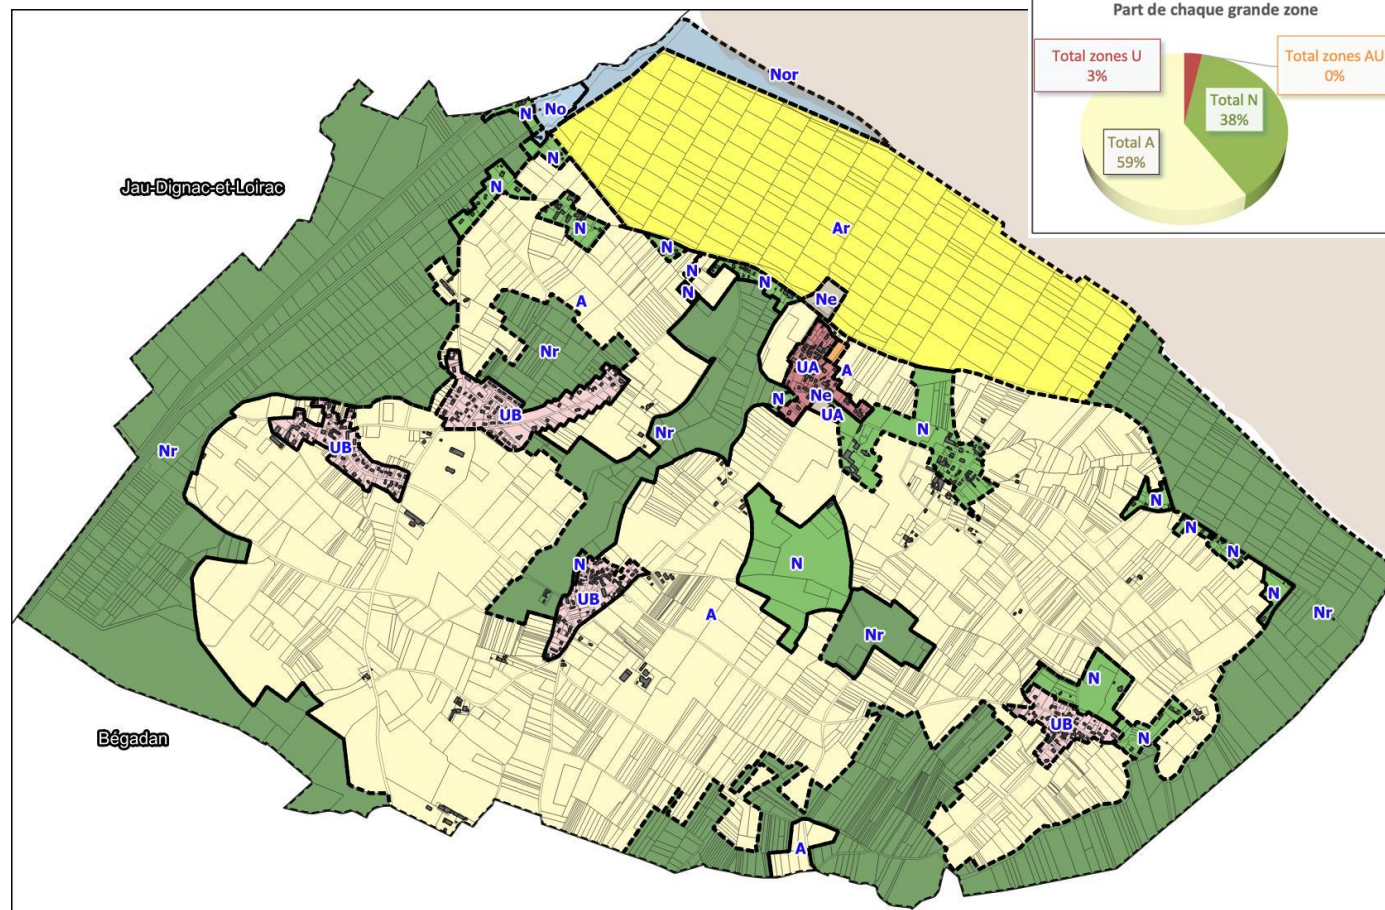 Part de chaque grande zone
Total zones U
3%
Total zones AU
0%
Total N
38%
Total A
59%
Nor
No
N
N
Jau-Dignac-et-Loirac
N
N
Ar
N
N
N
N
A
Ne
Nr
UA
A
Ne
N
UA
UB
Nr
N
UB
Nr
N
N
N
N
N
UB
N
A
Nr
Nr
N
UB
N
Bégadan
A